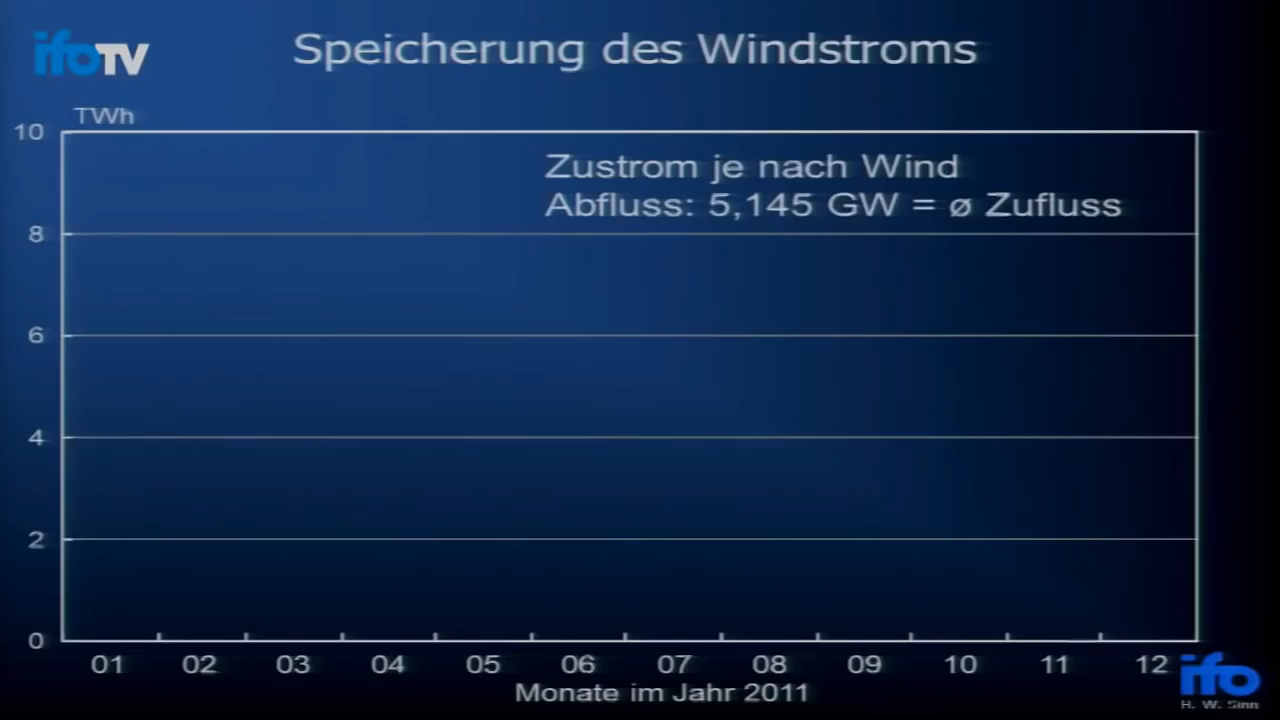 ifoTV
Speicherung des Windstroms
TWh
Zustrom je nach Wind
Abfluss: 5,145 GW = ø Zufluss
10
8
6
4
2
0
01 02 03 04 05 06 07 08 09 10 11 12
Monate im Jahr 2011
ifo
H. W. Sinn